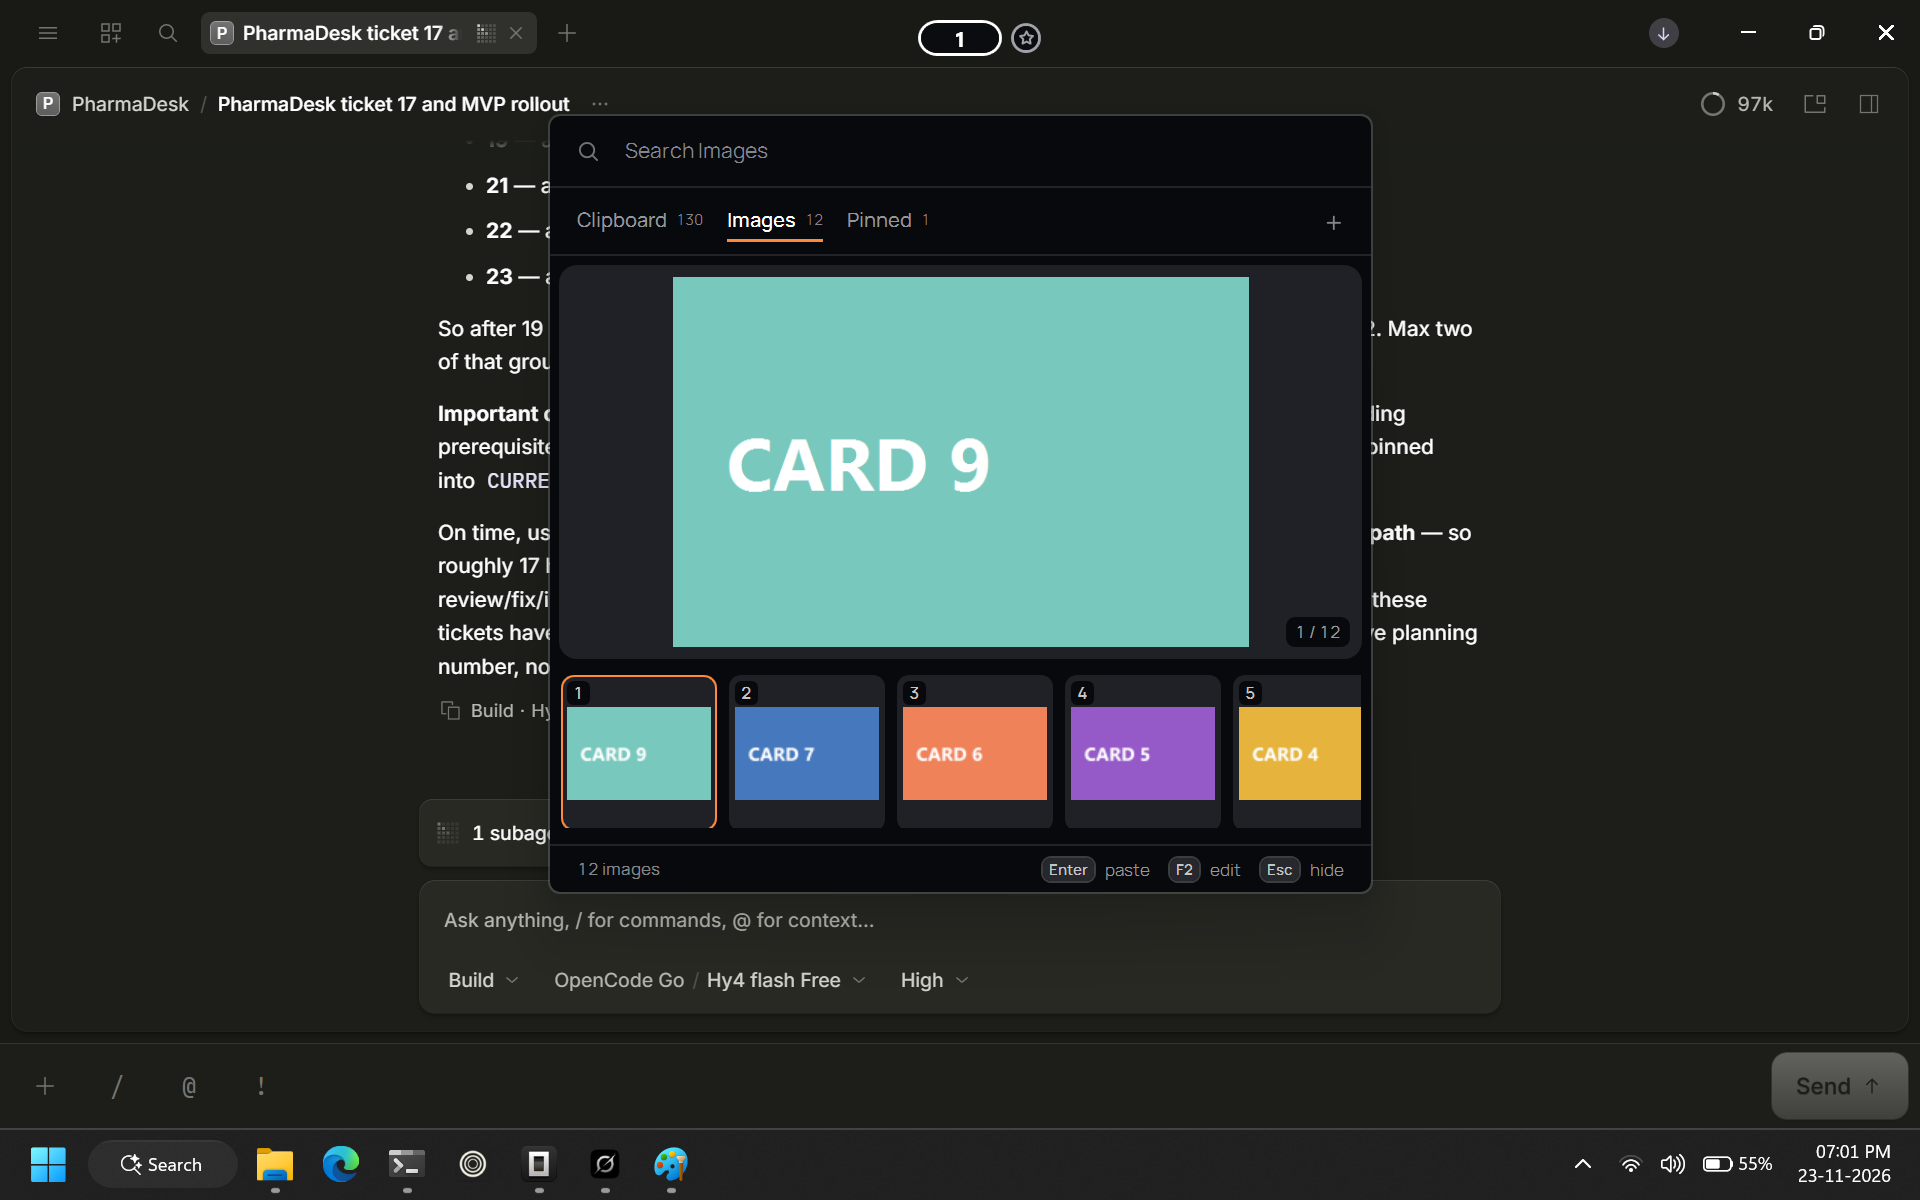 P PharmaDesk ticket 17 a
1
P PharmaDesk / PharmaDesk ticket 17 and MVP rollout ...
97k
21 —
22 —
23 —
So after 19
. Max two
of that
Important
prerequisite
into CURRE
On time, us
path — so
roughly 17
review/fix/i
these
tickets have
planning
number, no
Build · Hy
1 subag
Search Images
Clipboard 130 Images 12 Pinned 1 +
CARD 9
1 / 12
1 2 3 4 5
CARD 9 CARD 7 CARD 6 CARD 5 CARD 4
12 images Enter paste F2 edit Esc hide
Ask anything, / for commands, @ for context...
Build OpenCode Go / Hy4 flash Free High
+ / @ ! Send ↑
Search
55%
07:01 PM
23-11-2026